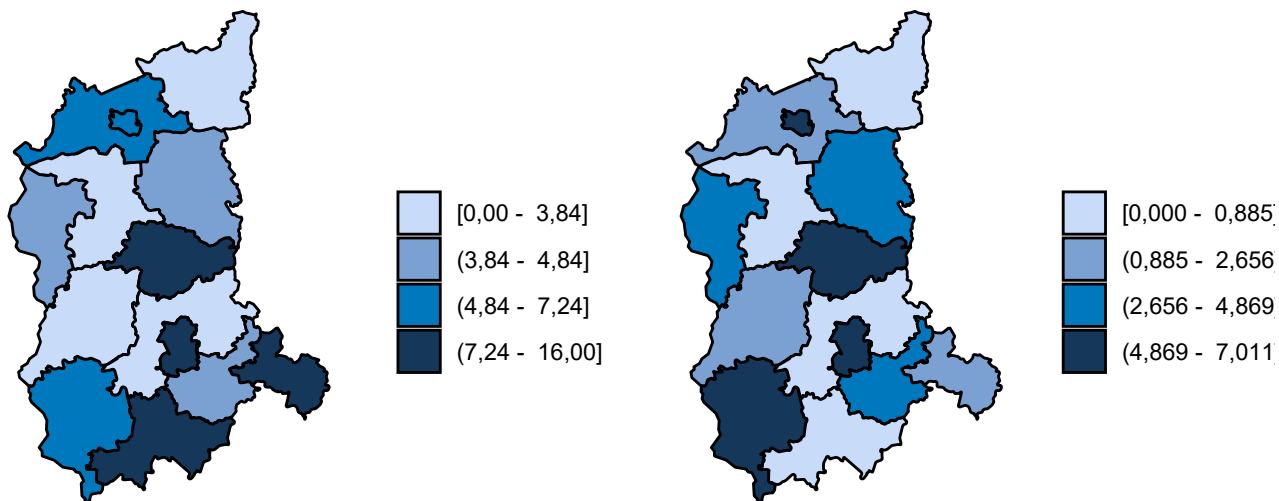 [0,00 - 3,84]
(3,84 - 4,84]
(4,84 - 7,24]
(7,24 - 16,00]
[0,000 - 0,885]
(0,885 - 2,656]
(2,656 - 4,869]
(4,869 - 7,011]